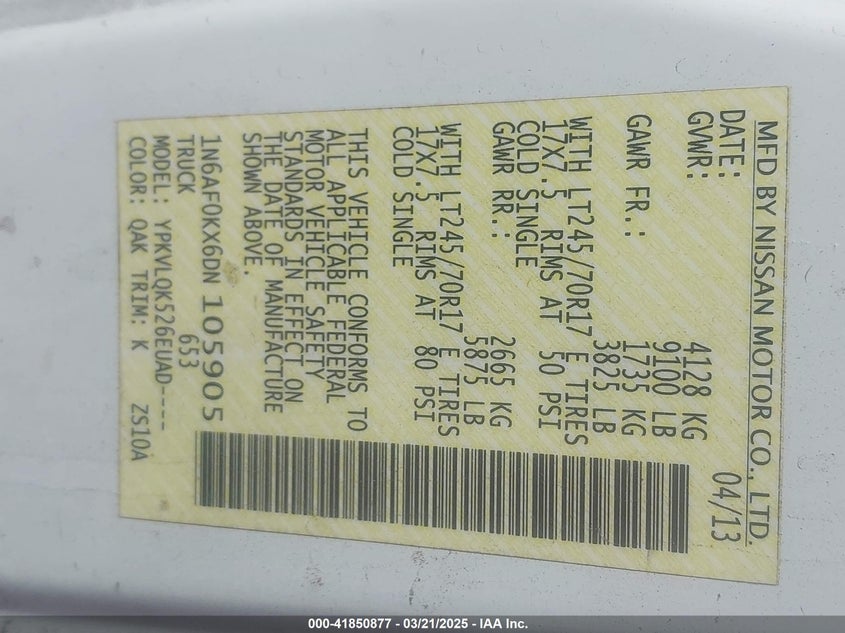 MFD BY NISSAN MOTOR CO., LTD.
DATE: 04/13
GVWR: 4128 KG
9100 LB
GAWR FR.: 1735 KG
3825 LB
WITH LT245/70R17 E TIRES
17X7.5 RIMS AT 50 PSI
COLD SINGLE
GAWR RR.: 2665 KG
5875 LB
WITH LT245/70R17 E TIRES
17X7.5 RIMS AT 80 PSI
COLD SINGLE
THIS VEHICLE CONFORMS TO
ALL APPLICABLE FEDERAL
MOTOR VEHICLE SAFETY
STANDARDS IN EFFECT ON
THE DATE OF MANUFACTURE
SHOWN ABOVE.
1N6AF0KX6DN105905
TRUCK 653
MODEL: YPKVLQK526EUAD----
COLOR: QAK TRIM: K ZS10A
000-41850877 - 03/21/2025 - IAA Inc.